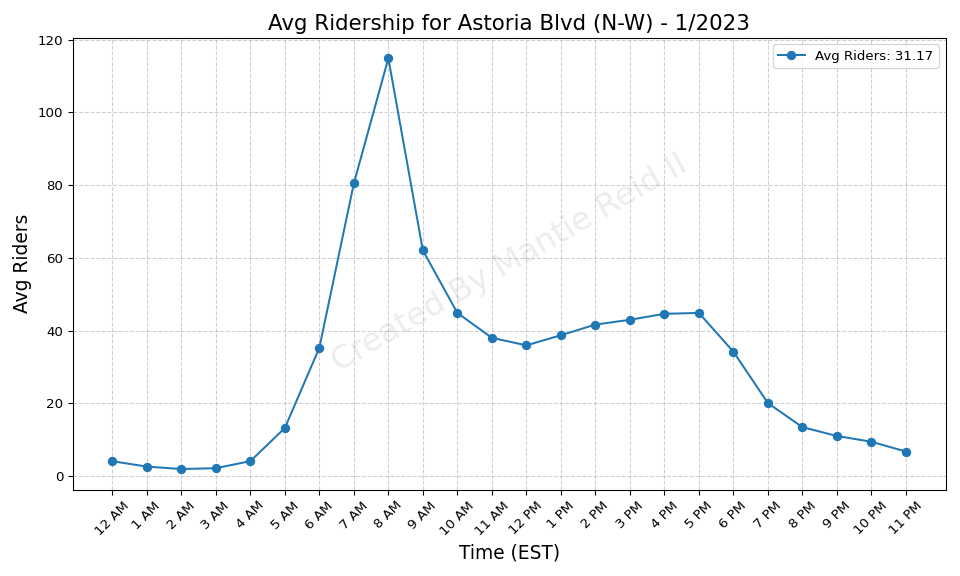 Avg Ridership for Astoria Blvd (N-W) - 1/2023
Avg Riders: 31.17
Avg Riders
120
100
80
60
40
20
0
Created By Mantie Reid II
12 AM
1 AM
2 AM
3 AM
4 AM
5 AM
6 AM
7 AM
8 AM
9 AM
10 AM
11 AM
12 PM
1 PM
2 PM
3 PM
4 PM
5 PM
6 PM
7 PM
8 PM
9 PM
10 PM
11 PM
Time (EST)